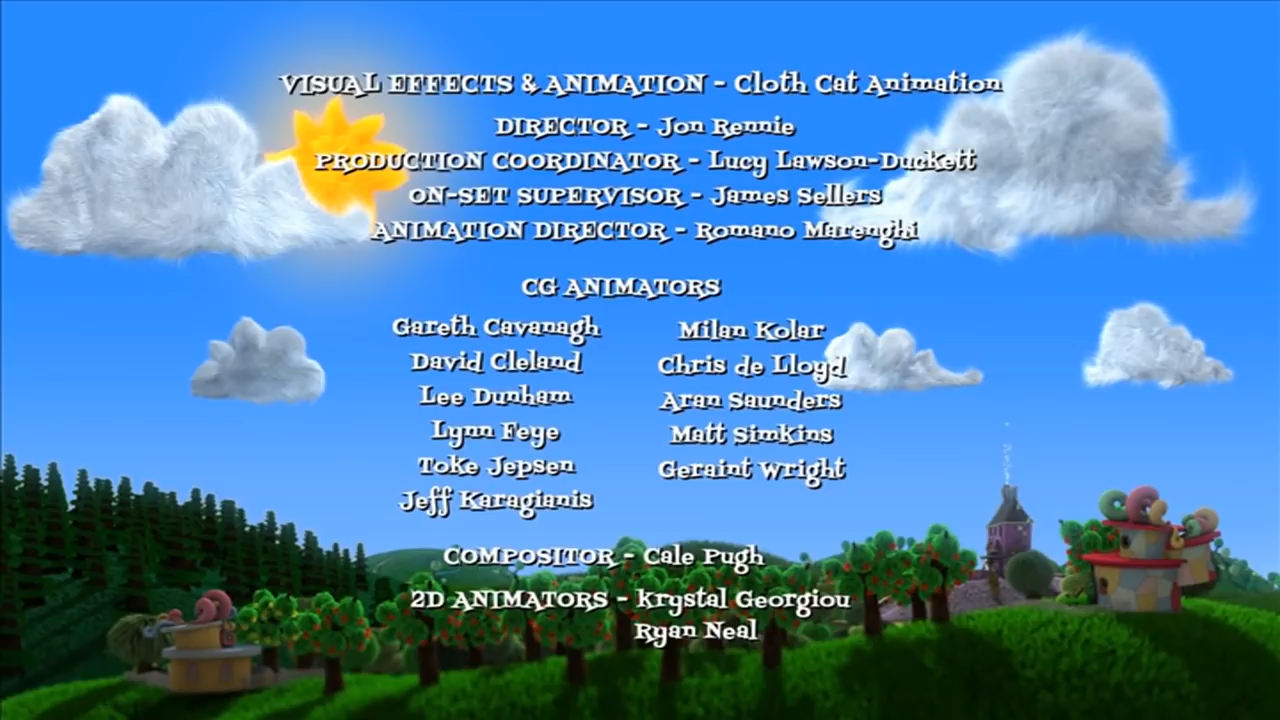 VISUAL EFFECTS & ANIMATION - Cloth Cat Animation
DIRECTOR - Jon Rennie
PRODUCTION COORDINATOR - Lucy Lawson-Duckett
ON-SET SUPERVISOR - James Sellers
ANIMATION DIRECTOR - Romano Marenghi
CG ANIMATORS
Gareth Cavanagh
David Cleland
Lee Dunham
Lynn Feye
Toke Jepsen
Jeff Karagianis
Milan Kolar
Chris de Lloyd
Aran Saunders
Matt Simkins
Geraint Wright
COMPOSITOR - Cale Pugh
2D ANIMATORS - Krystal Georgiou
Ryan Neal